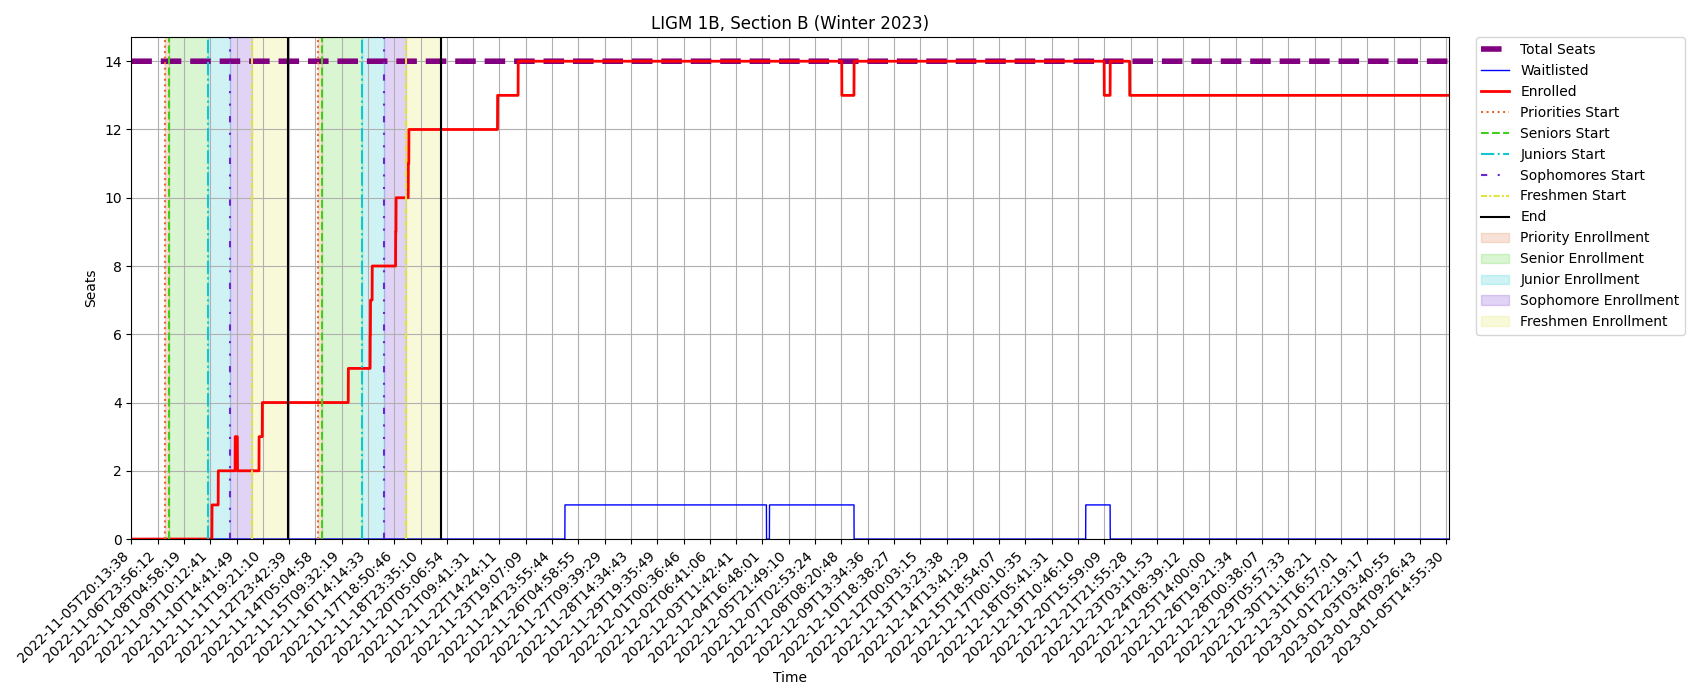 LIGM 1B, Section B (Winter 2023)
14
12
10
8
6
4
2
0
Seats
2022-11-05T20:13:38
2022-11-06T23:56:12
2022-11-08T04:58:19
2022-11-09T10:12:41
2022-11-10T14:41:49
2022-11-11T19:21:10
2022-11-12T23:42:39
2022-11-14T05:04:58
2022-11-15T09:32:19
2022-11-16T14:14:33
2022-11-17T18:50:46
2022-11-18T23:35:10
2022-11-20T05:06:54
2022-11-21T09:41:31
2022-11-22T14:24:11
2022-11-23T19:07:09
2022-11-24T23:55:44
2022-11-26T04:58:55
2022-11-27T09:39:29
2022-11-28T14:34:43
2022-11-29T19:35:49
2022-12-01T00:36:46
2022-12-02T06:41:06
2022-12-03T11:42:41
2022-12-04T16:48:01
2022-12-05T21:49:10
2022-12-07T02:53:24
2022-12-08T08:20:48
2022-12-09T13:34:36
2022-12-10T18:38:27
2022-12-12T00:03:15
2022-12-13T13:23:38
2022-12-14T13:41:29
2022-12-15T18:54:07
2022-12-17T00:10:35
2022-12-18T05:41:31
2022-12-19T10:46:10
2022-12-20T15:59:09
2022-12-21T21:55:28
2022-12-23T03:11:53
2022-12-24T08:39:12
2022-12-25T14:00:00
2022-12-26T19:21:34
2022-12-28T00:38:07
2022-12-29T05:57:33
2022-12-30T11:18:21
2022-12-31T16:57:01
2023-01-01T22:19:17
2023-01-03T03:40:55
2023-01-04T09:26:43
2023-01-05T14:55:30
Time
Total Seats
Waitlisted
Enrolled
Priorities Start
Seniors Start
Juniors Start
Sophomores Start
Freshmen Start
End
Priority Enrollment
Senior Enrollment
Junior Enrollment
Sophomore Enrollment
Freshmen Enrollment